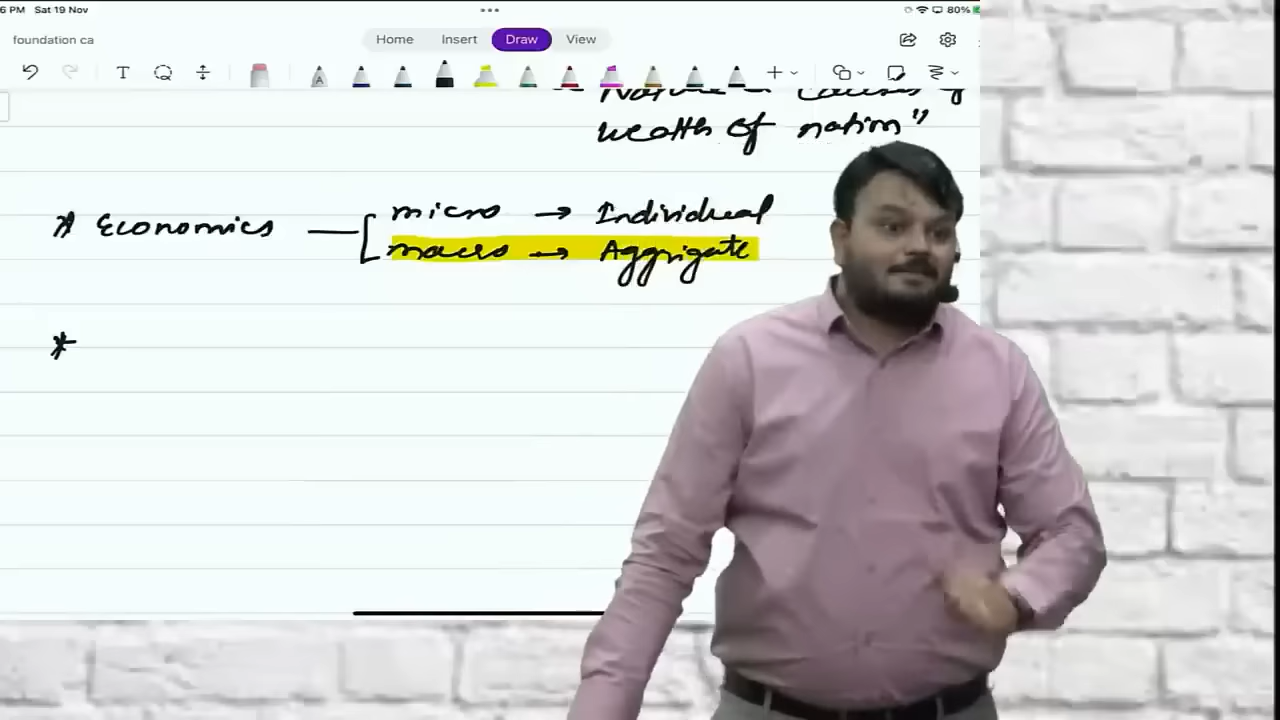 6 PM Sat 19 Nov
80%
foundation ca
Home Insert Draw View
T
A
wealth of nation"
* Economics
micro → Individual
macro → Aggrigate
*